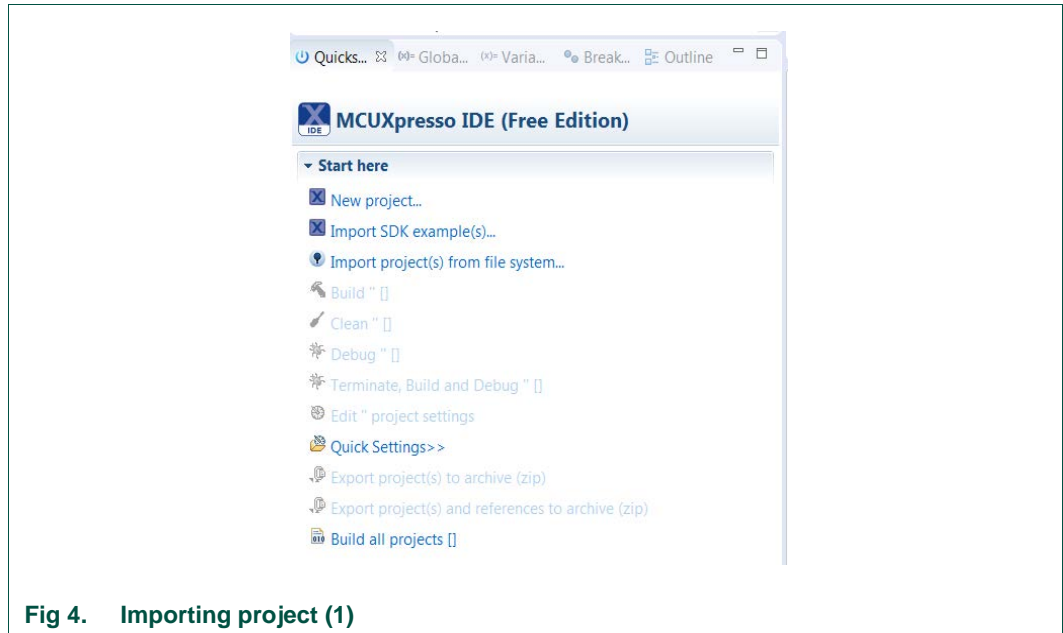 Quicks... Globa... (x)= Varia... Break... Outline
IDE MCUXpresso IDE (Free Edition)
Start here
New project...
Import SDK example(s)...
Import project(s) from file system...
Build '' []
Clean '' []
Debug '' []
Terminate, Build and Debug '' []
Edit '' project settings
Quick Settings>>
Export project(s) to archive (zip)
Export project(s) and references to archive (zip)
010 Build all projects []
Fig 4. Importing project (1)